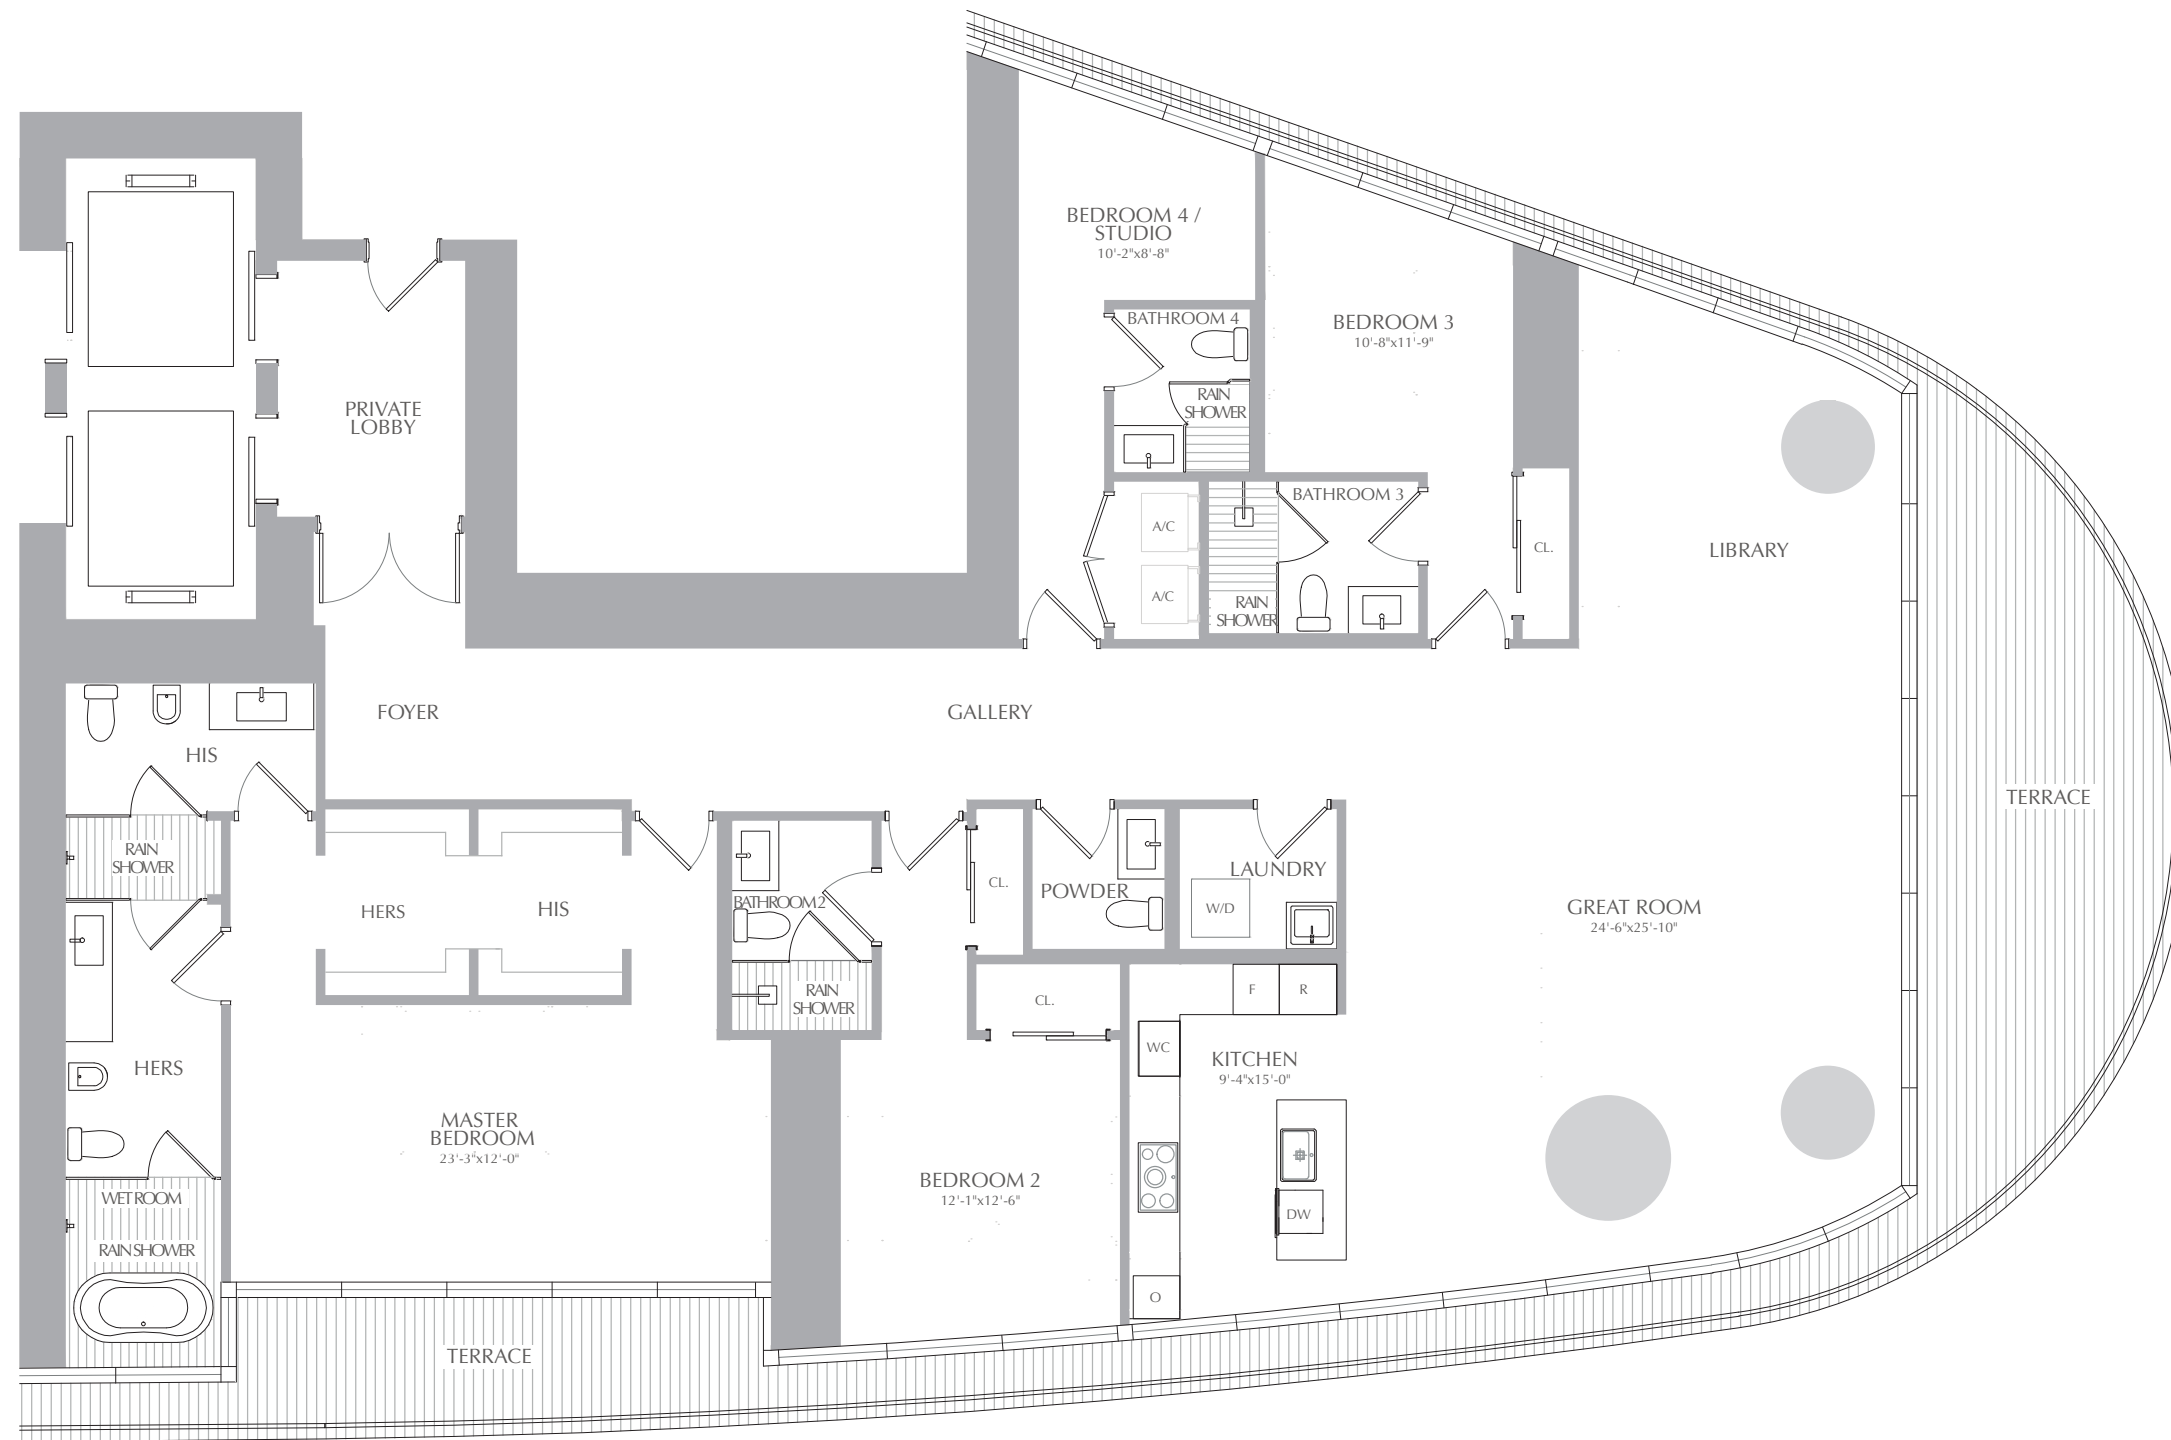 BEDROOM 4 /
STUDIO
10'-2"x8'-8"
BATHROOM 4
RAIN
SHOWER
BEDROOM 3
10'-8"x11'-9"
PRIVATE
LOBBY
BATHROOM 3
A/C
A/C
RAIN
SHOWER
CL.
LIBRARY
FOYER
GALLERY
HIS
RAIN
SHOWER
HERS
HIS
BATHROOM2
RAIN
SHOWER
CL.
POWDER
LAUNDRY
W/D
GREAT ROOM
24'-6"x25'-10"
TERRACE
CL.
F
R
WC
KITCHEN
9'-4"x15'-0"
HERS
MASTER
BEDROOM
23'-3"x12'-0"
BEDROOM 2
12'-1"x12'-6"
DW
O
WET ROOM
RAIN SHOWER
TERRACE